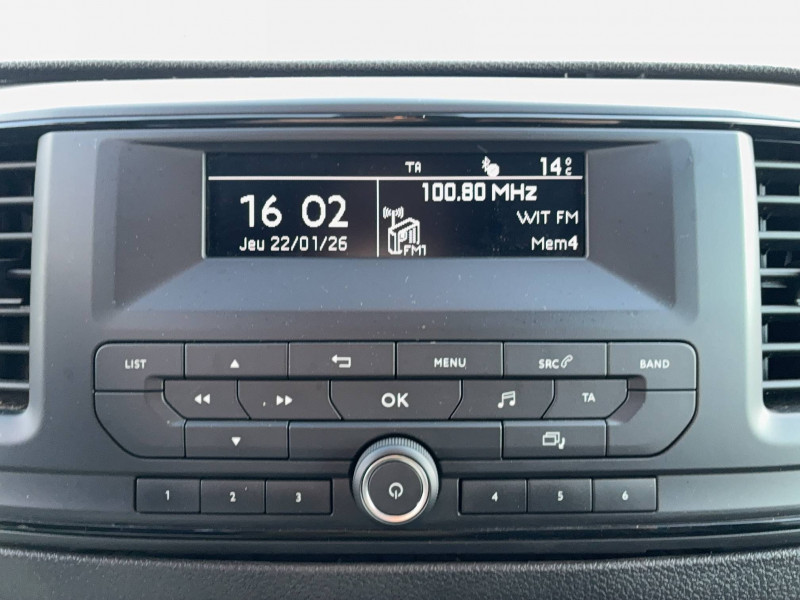 TA 14°C
16 02 100.80 MHz
WIT FM
Jeu 22/01/26 FM1 Mem4
LIST MENU SRC BAND
OK TA
1 2 3 4 5 6